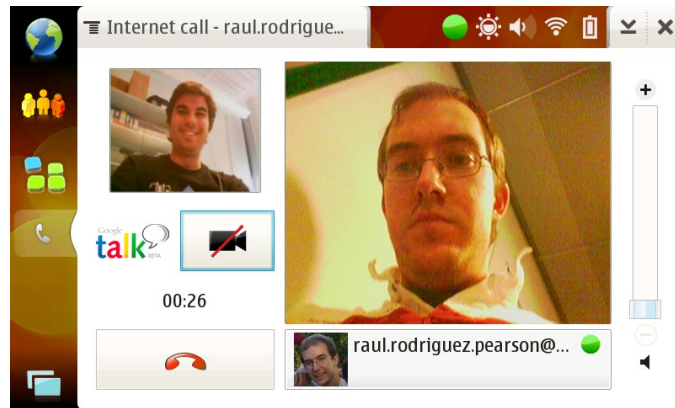 Internet call - raul.rodrigue...
Google
talk
BETA
00:26
raul.rodriguez.pearson@...